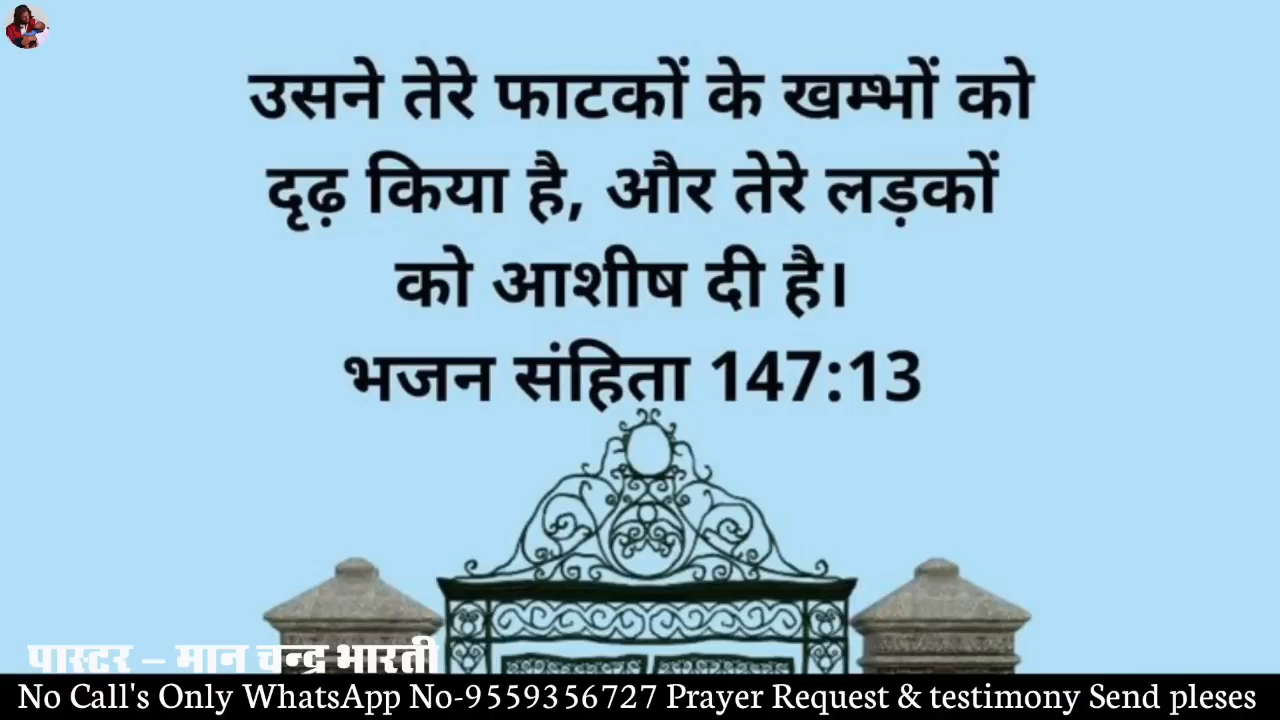 उसने तेरे फाटकों के खम्भों को
दृढ़ किया है, और तेरे लड़कों
को आशीष दी है।
भजन संहिता 147:13
पास्टर – मान चन्द्र भारती
No Call's Only WhatsApp No-9559356727 Prayer Request & testimony Send pleses